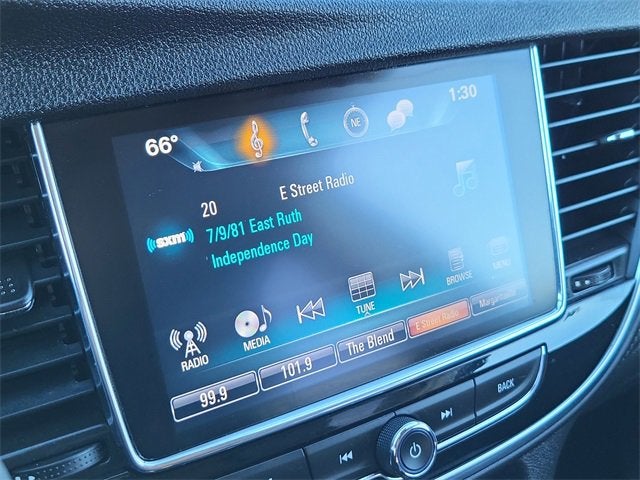 66°
NE
1:30
20 E Street Radio
((SXM))
7/9/81 East Ruth
Independence Day
RADIO
MEDIA
TUNE
BROWSE
MENU
99.9
101.9
The Blend
E Street Radio
BACK